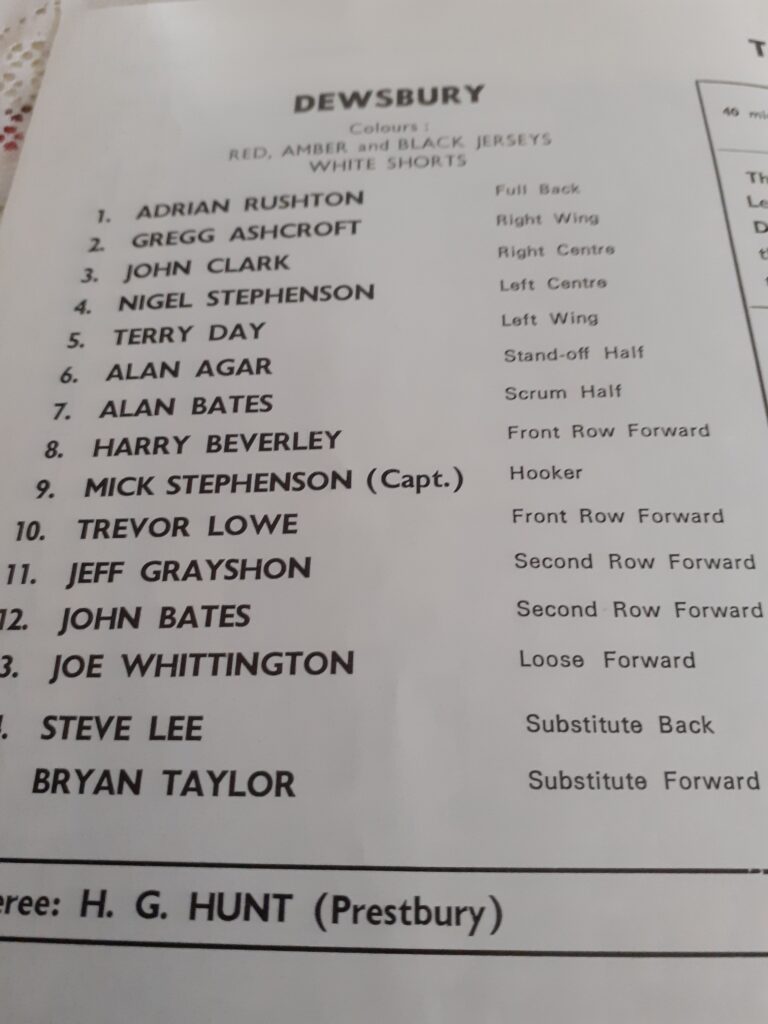 DEWSBURY
Colours :
RED, AMBER and BLACK JERSEYS
WHITE SHORTS
1. ADRIAN RUSHTON Full Back
2. GREGG ASHCROFT Right Wing
3. JOHN CLARK Right Centre
4. NIGEL STEPHENSON Left Centre
5. TERRY DAY Left Wing
6. ALAN AGAR Stand-off Half
7. ALAN BATES Scrum Half
8. HARRY BEVERLEY Front Row Forward
9. MICK STEPHENSON (Capt.) Hooker
10. TREVOR LOWE Front Row Forward
11. JEFF GRAYSHON Second Row Forward
12. JOHN BATES Second Row Forward
3. JOE WHITTINGTON Loose Forward
. STEVE LEE Substitute Back
BRYAN TAYLOR Substitute Forward
eree: H. G. HUNT (Prestbury)
T
40 mi
Th
Le
D